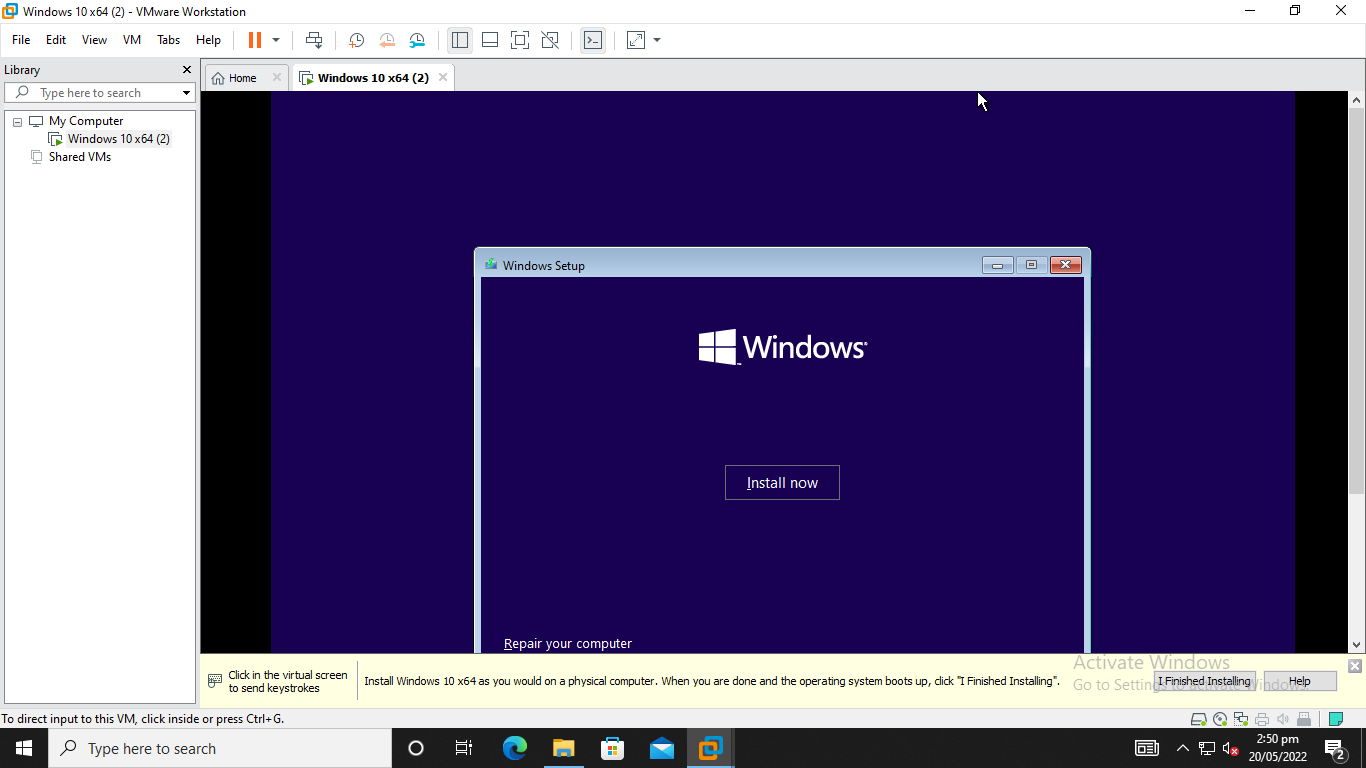 Windows 10 x64 (2) - VMware Workstation
File Edit View VM Tabs Help
Library
Type here to search
My Computer
Windows 10 x64 (2)
Shared VMs
Home
Windows 10 x64 (2)
Windows Setup
Windows
Install now
Repair your computer
Click in the virtual screen
to send keystrokes
Install Windows 10 x64 as you would on a physical computer. When you are done and the operating system boots up, click "I Finished Installing".
I Finished Installing
Help
Activate Windows
Go to Settings to activate Windows.
To direct input to this VM, click inside or press Ctrl+G.
Type here to search
2:50 pm
20/05/2022
2